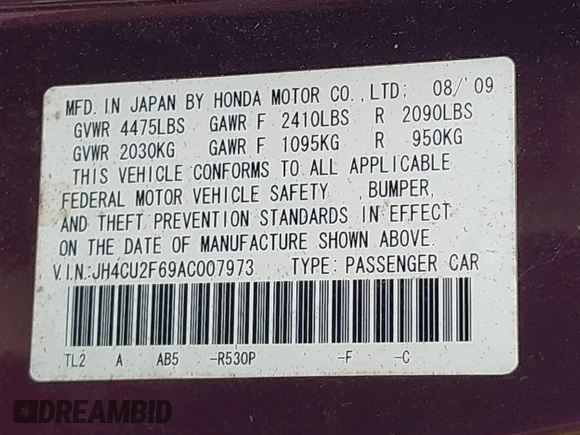 MFD. IN JAPAN BY HONDA MOTOR CO., LTD; 08/'09
GVWR 4475LBS GAWR F 2410LBS R 2090LBS
GVWR 2030KG GAWR F 1095KG R 950KG
THIS VEHICLE CONFORMS TO ALL APPLICABLE
FEDERAL MOTOR VEHICLE SAFETY ,BUMPER,
AND THEFT PREVENTION STANDARDS IN EFFECT
ON THE DATE OF MANUFACTURE SHOWN ABOVE.
V.I.N:JH4CU2F69AC007973 TYPE: PASSENGER CAR
TL2 A AB5 -R530P -F -C
DREAMBID